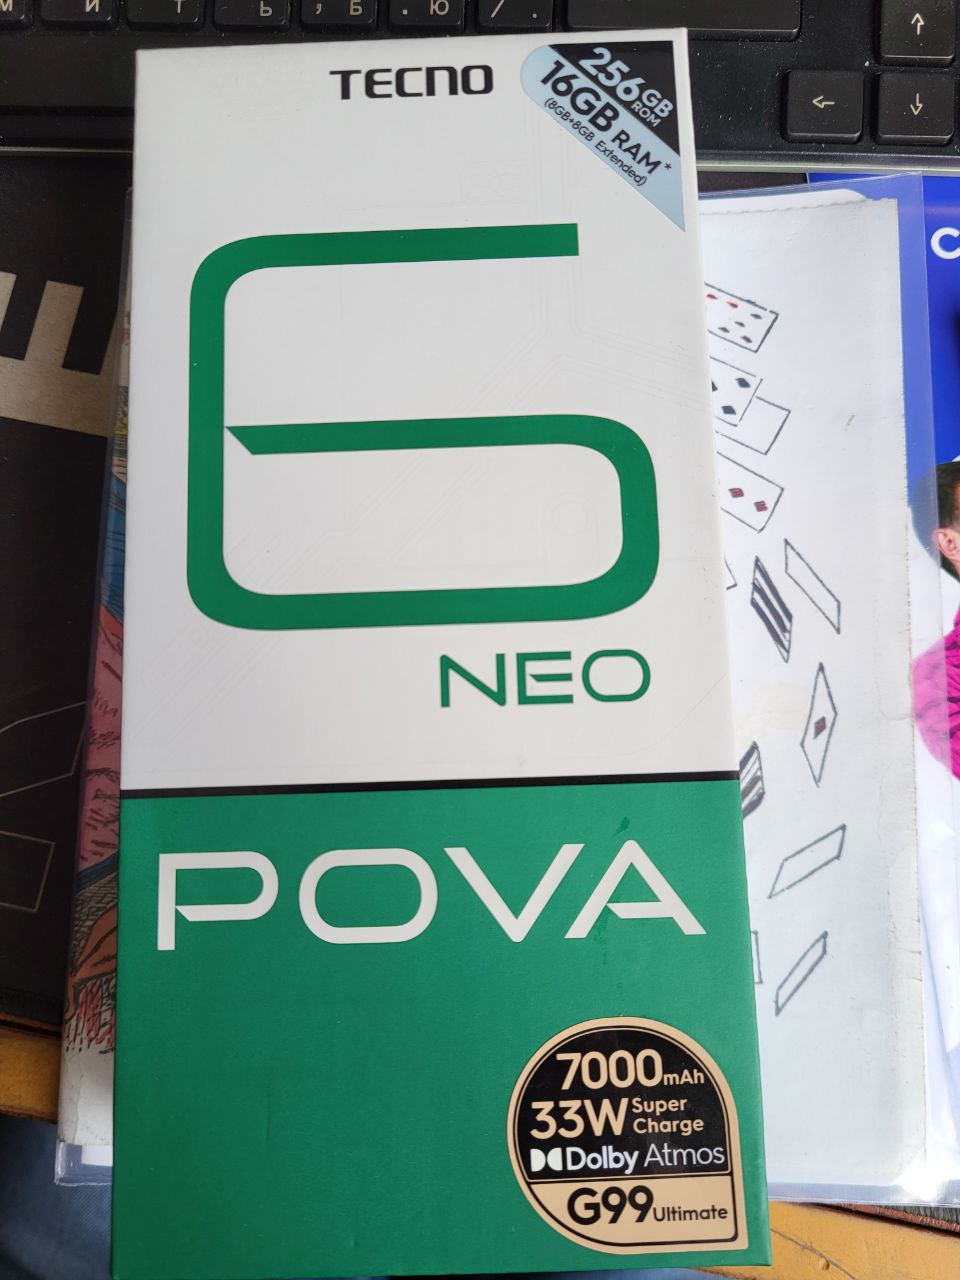 И Т Ь Б Ю
, .
/ .
↑
← ↓
TECNO
256GB
ROM
16GB RAM*
(8GB+8GB Extended)
C
6
NEO
POVA
7000mAh
33W Super
Charge
Dolby Atmos
G99 Ultimate